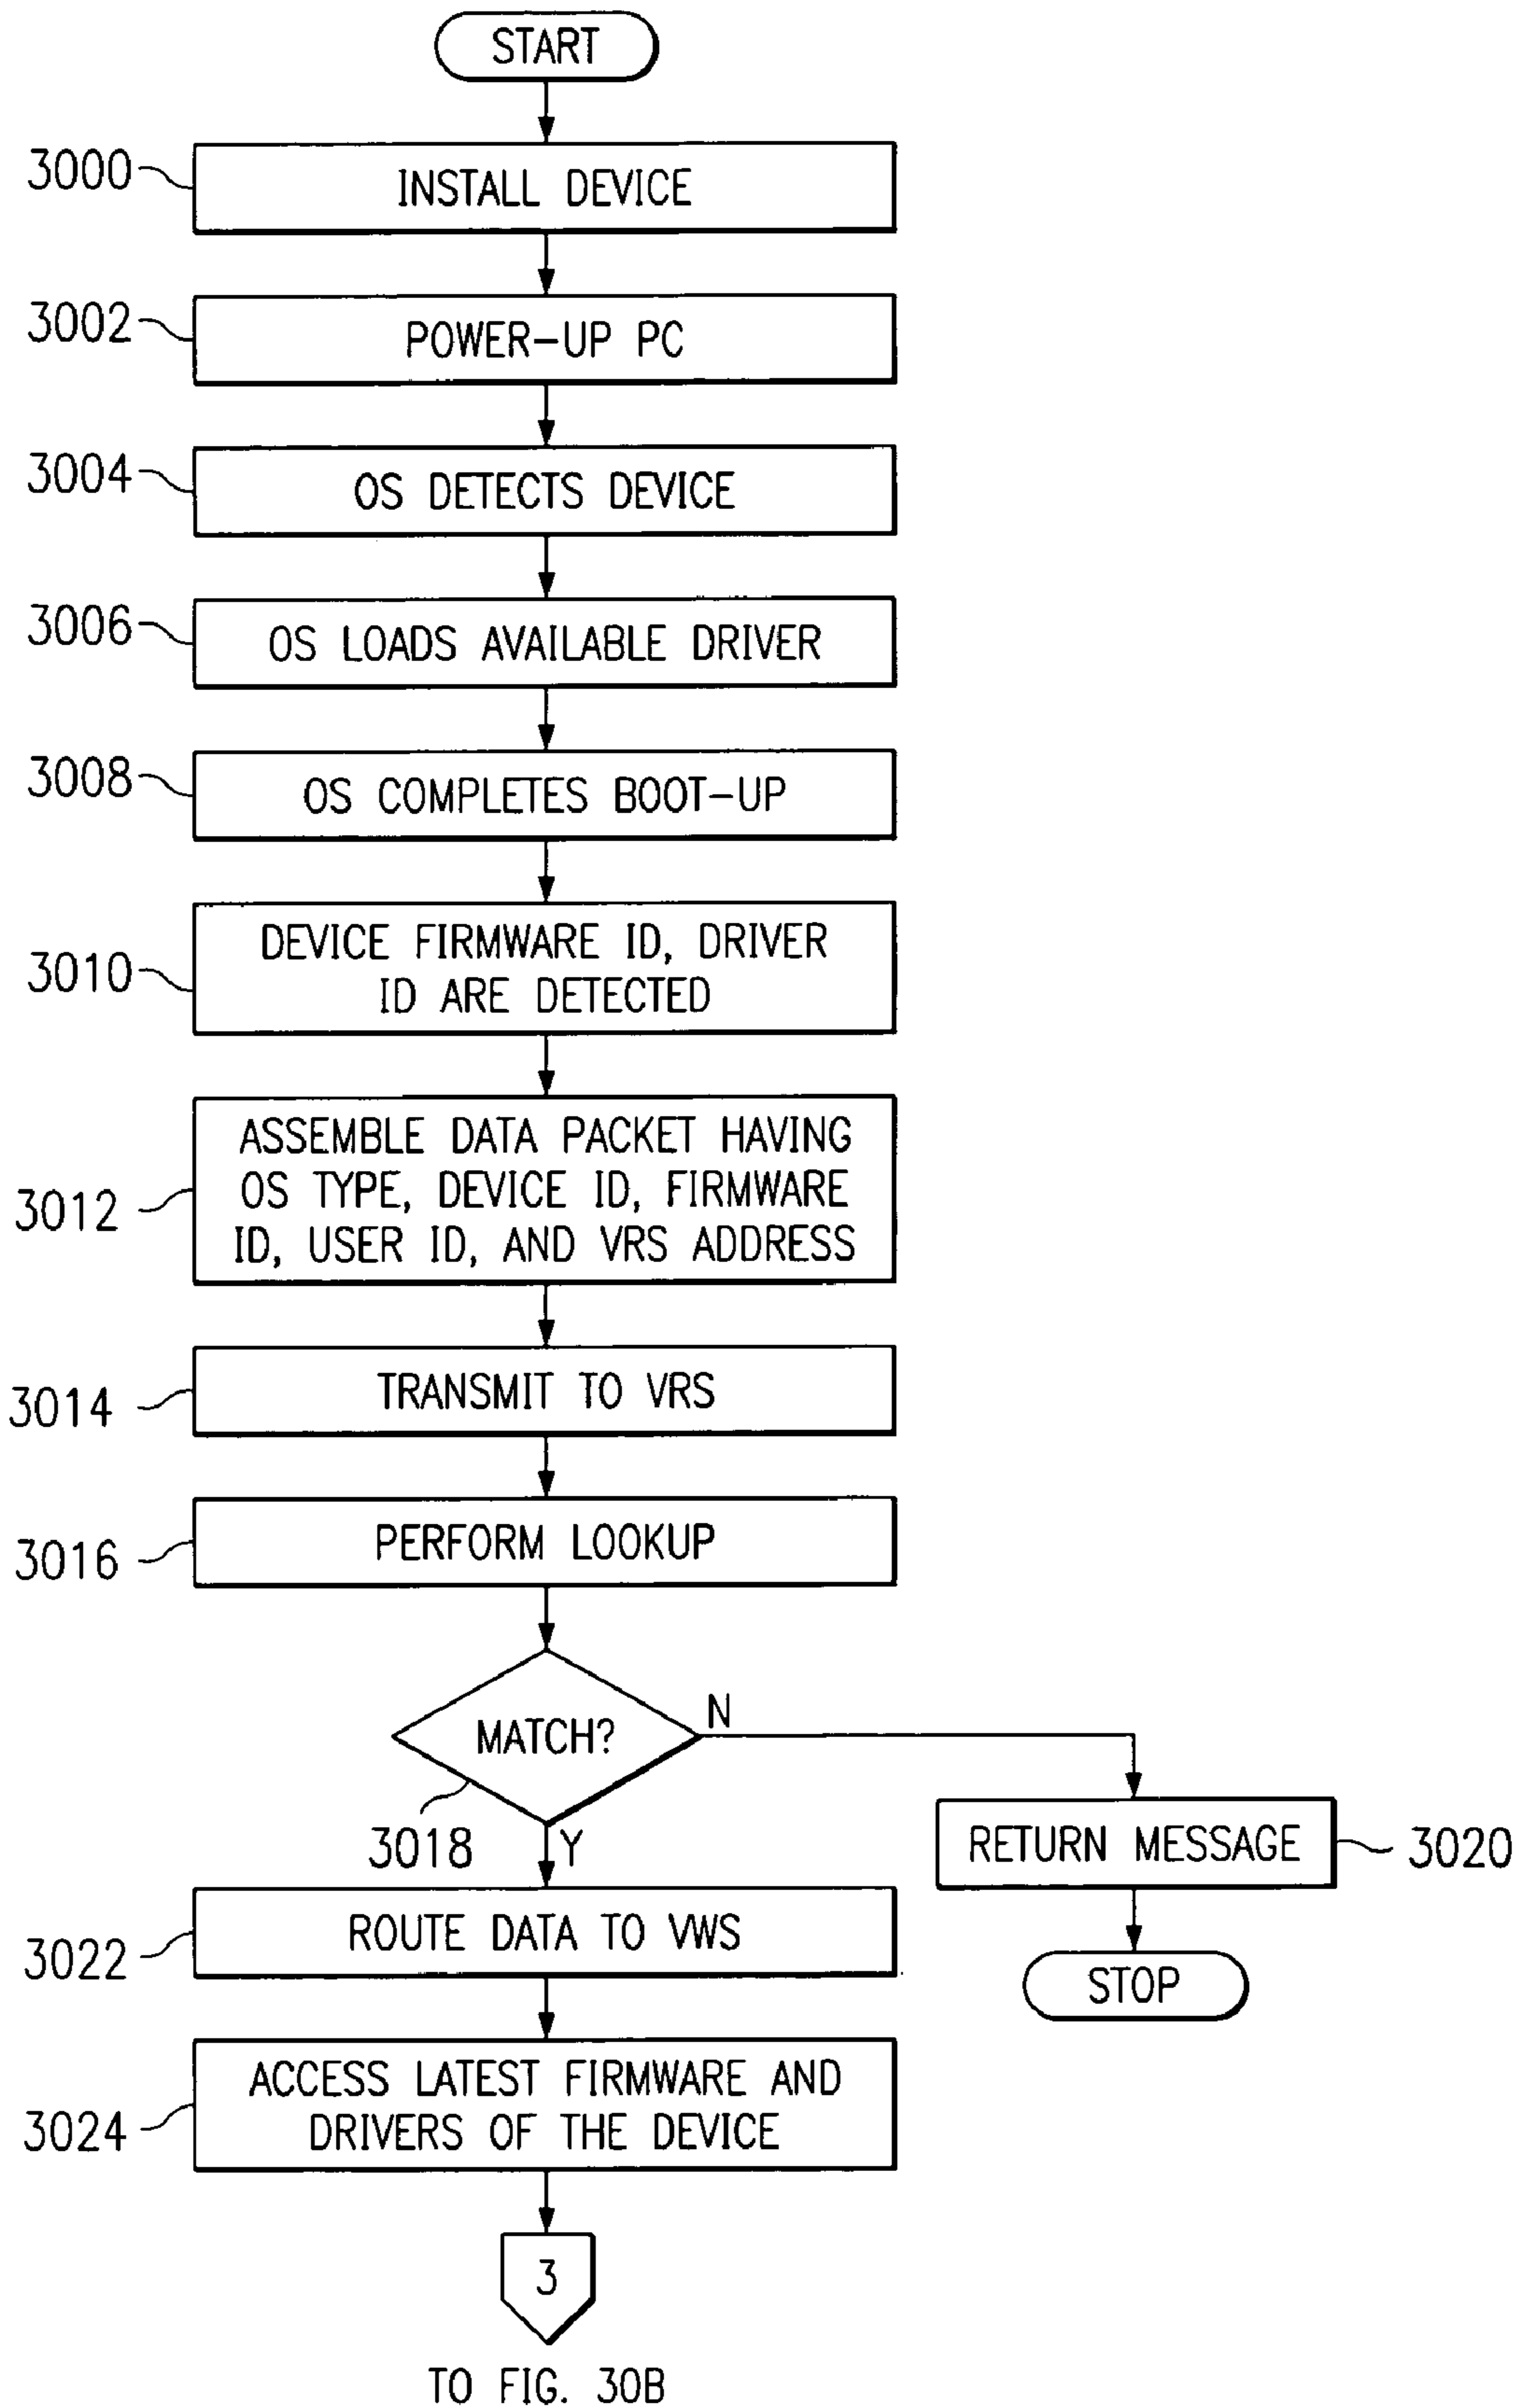 START
3000
INSTALL DEVICE
3002
POWER-UP PC
3004
OS DETECTS DEVICE
3006
OS LOADS AVAILABLE DRIVER
3008
OS COMPLETES BOOT-UP
3010
DEVICE FIRMWARE ID, DRIVER
ID ARE DETECTED
3012
ASSEMBLE DATA PACKET HAVING
OS TYPE, DEVICE ID, FIRMWARE
ID, USER ID, AND VRS ADDRESS
3014
TRANSMIT TO VRS
3016
PERFORM LOOKUP
MATCH?
N
3018
Y
RETURN MESSAGE
3020
3022
ROUTE DATA TO VWS
STOP
3024
ACCESS LATEST FIRMWARE AND
DRIVERS OF THE DEVICE
3
TO FIG. 30B